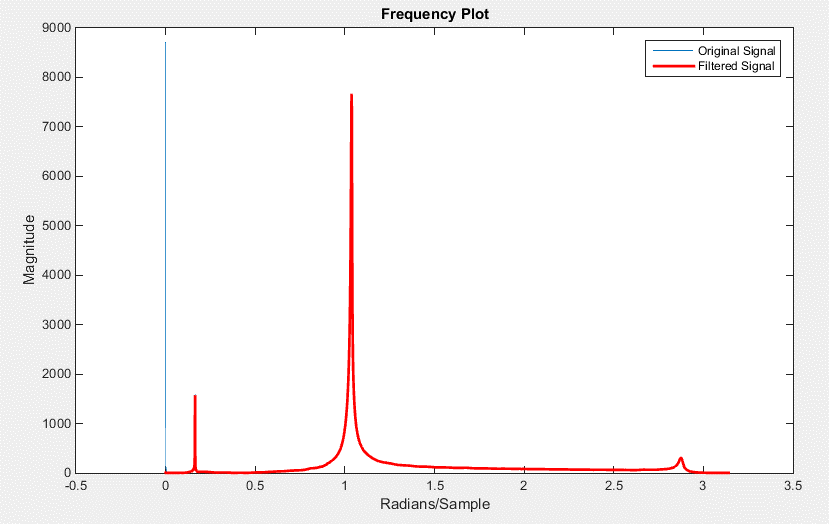 Frequency Plot
Original Signal
Filtered Signal
9000
8000
7000
6000
5000
4000
3000
2000
1000
0
Magnitude
-0.5 0 0.5 1 1.5 2 2.5 3 3.5
Radians/Sample